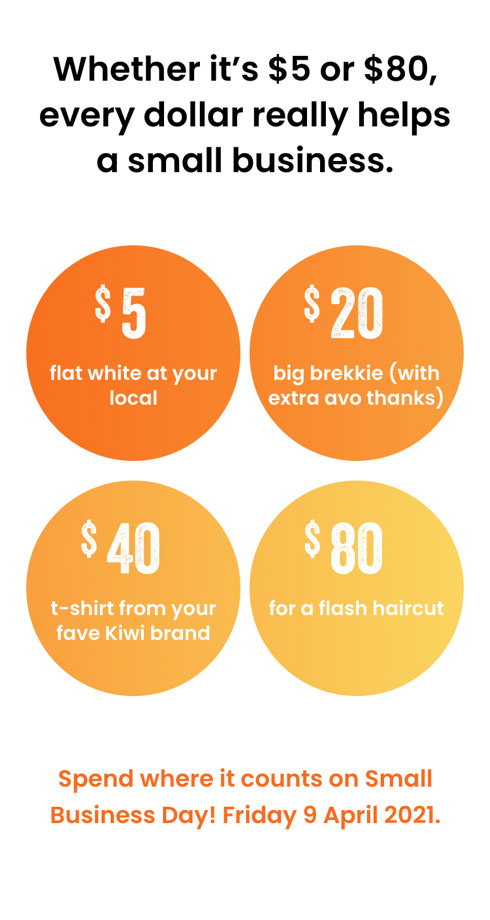 Whether it’s $5 or $80,
every dollar really helps
a small business.
$ 5
flat white at your
local
$ 20
big brekkie (with
extra avo thanks)
$ 40
t-shirt from your
fave Kiwi brand
$ 80
for a flash haircut
Spend where it counts on Small
Business Day! Friday 9 April 2021.